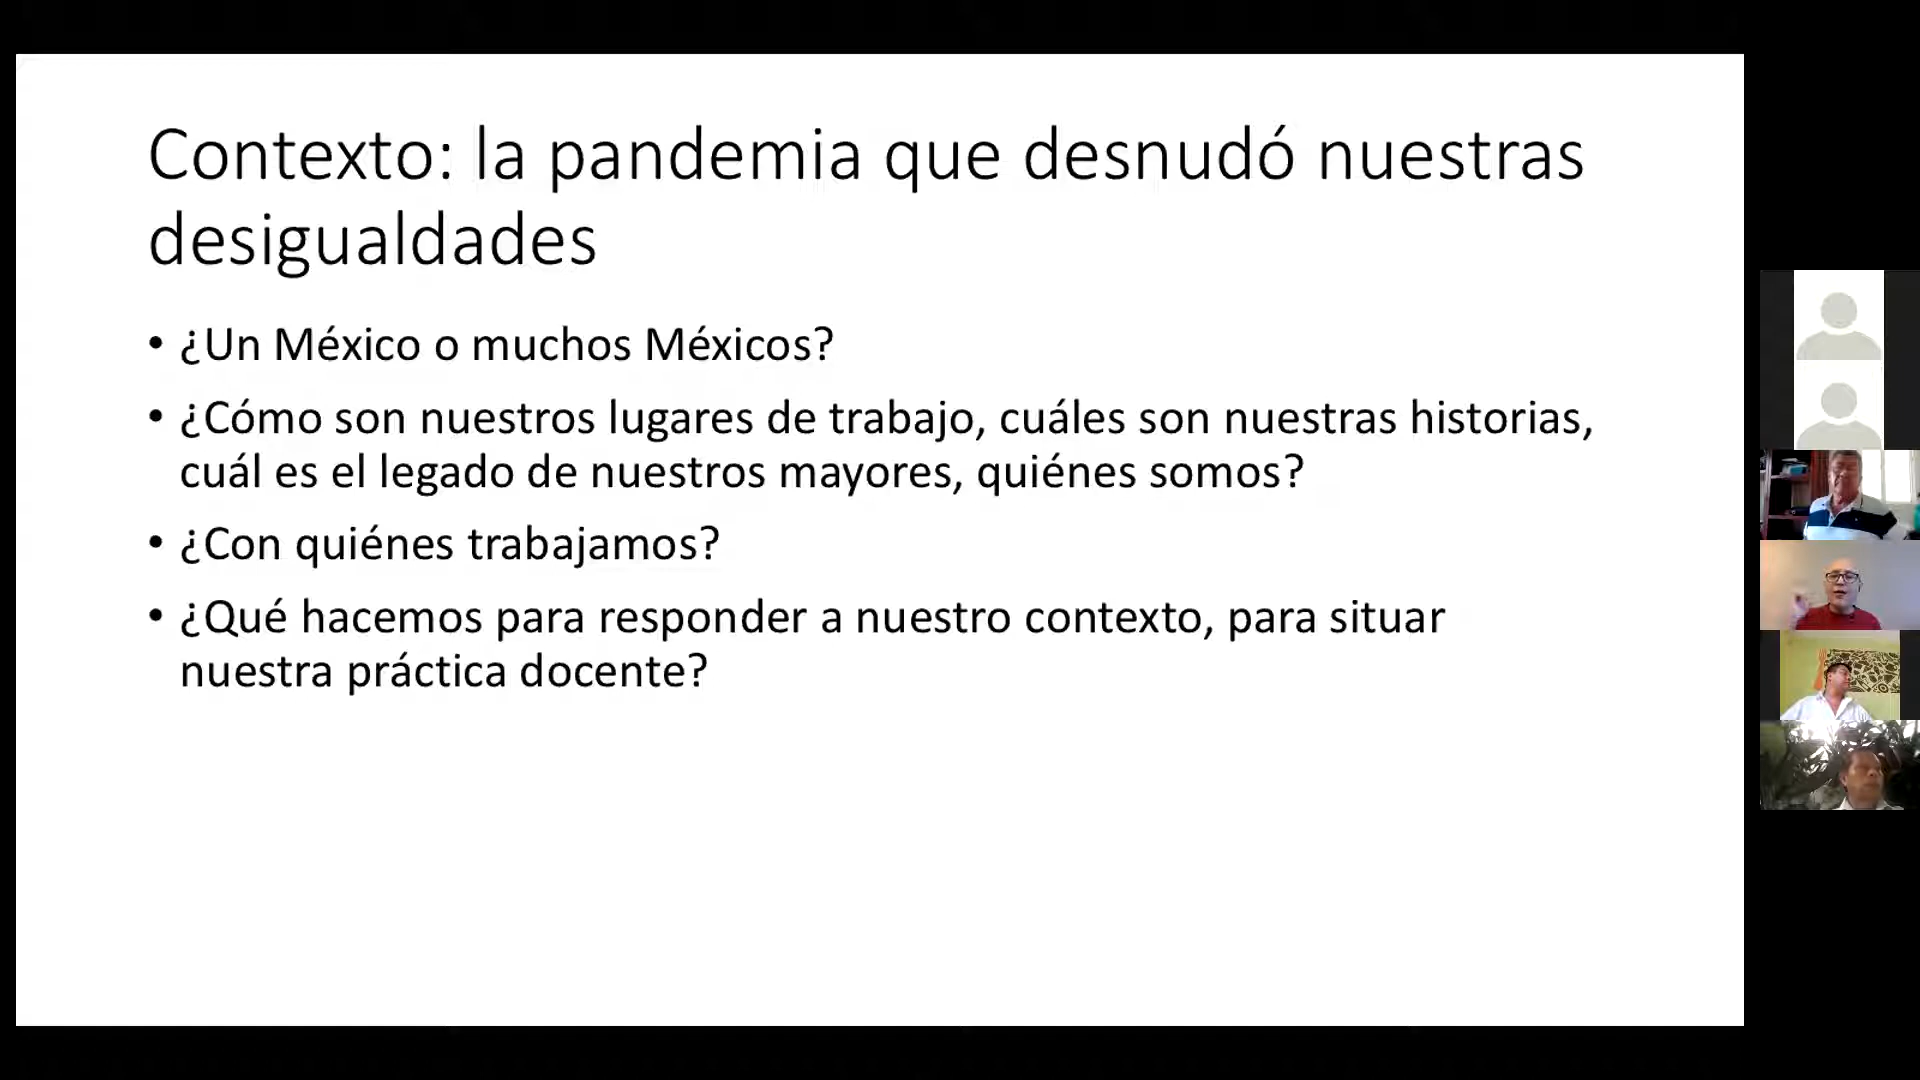 Contexto: la pandemia que desnudó nuestras
desigualdades
• ¿Un México o muchos Méxicos?
• ¿Cómo son nuestros lugares de trabajo, cuáles son nuestras historias,
cuál es el legado de nuestros mayores, quiénes somos?
• ¿Con quiénes trabajamos?
• ¿Qué hacemos para responder a nuestro contexto, para situar
nuestra práctica docente?